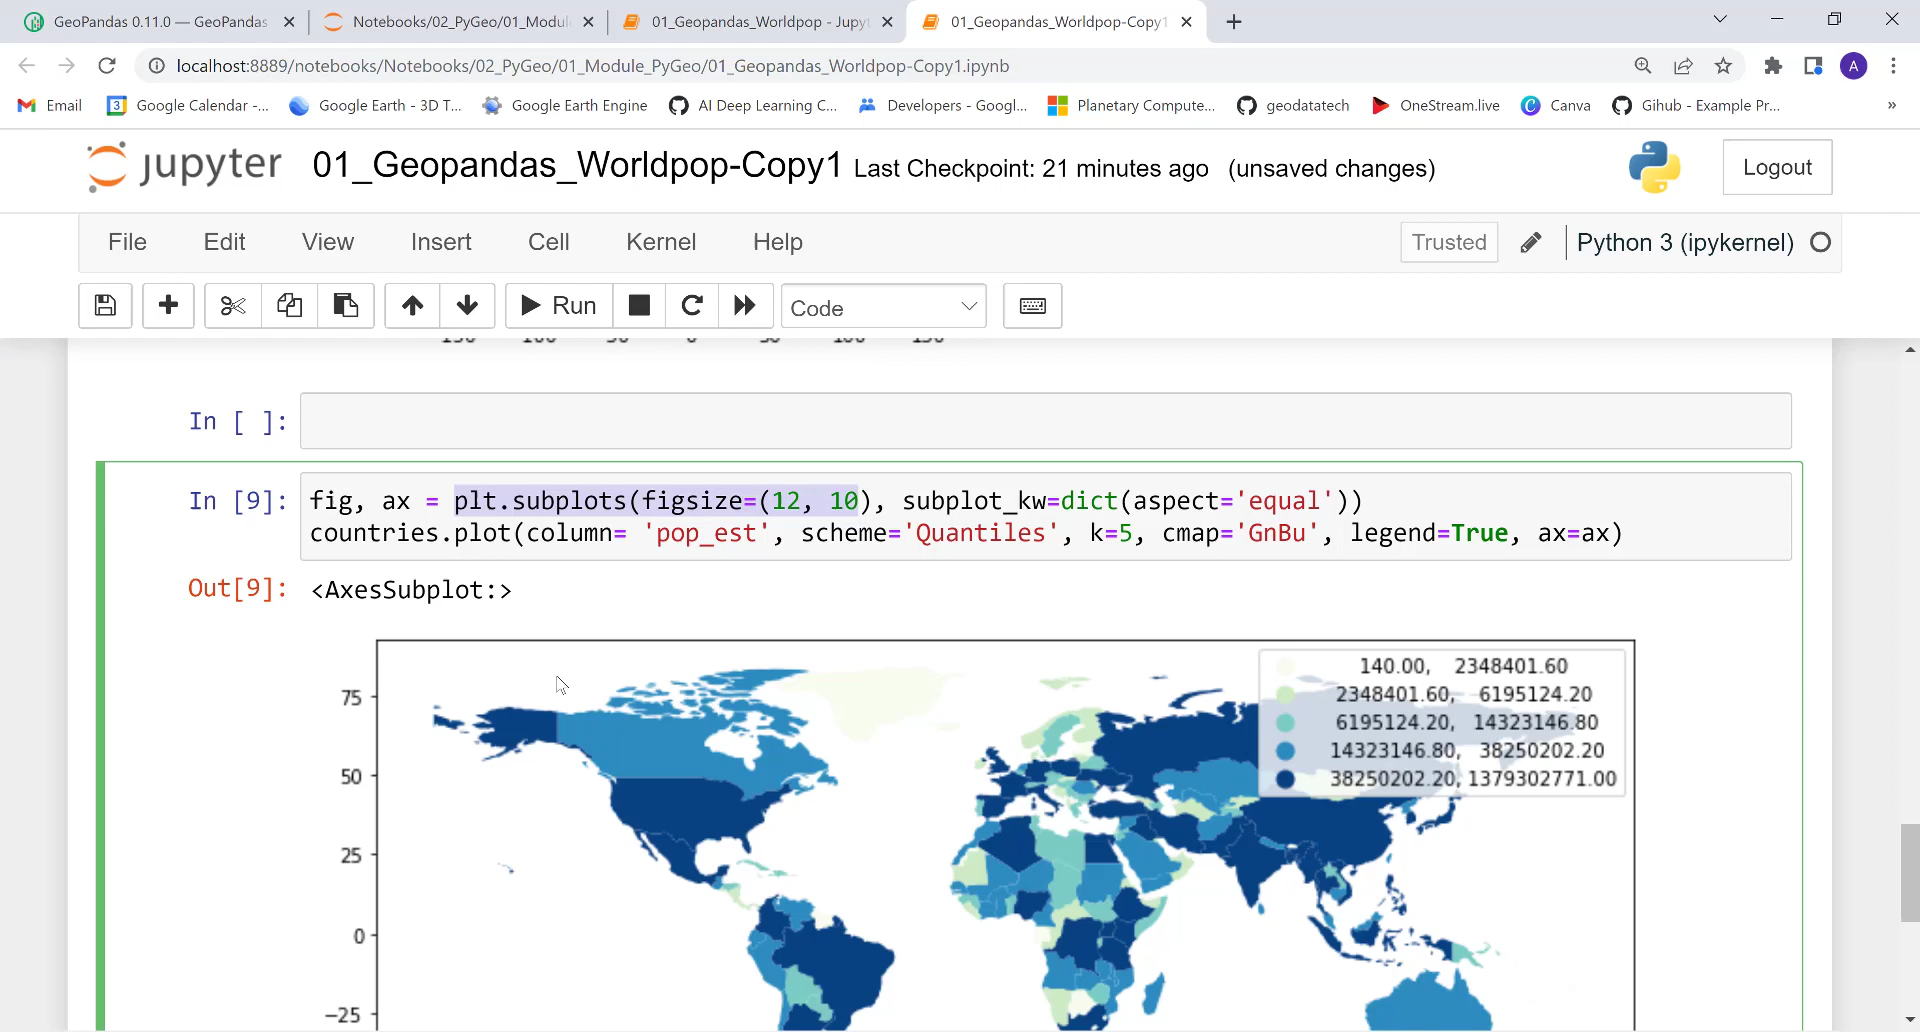 GeoPandas 0.11.0 — GeoPandas
Notebooks/02_PyGeo/01_Modul
01_Geopandas_Worldpop - Jupyt
01_Geopandas_Worldpop-Copy1
localhost:8889/notebooks/Notebooks/02_PyGeo/01_Module_PyGeo/01_Geopandas_Worldpop-Copy1.ipynb
A
Email
3 Google Calendar -...
Google Earth - 3D T...
Google Earth Engine
AI Deep Learning C...
Developers - Googl...
Planetary Compute...
geodatatech
OneStream.live
Canva
Gihub - Example Pr...
»
jupyter 01_Geopandas_Worldpop-Copy1 Last Checkpoint: 21 minutes ago (unsaved changes)
Logout
File Edit View Insert Cell Kernel Help
Trusted
Python 3 (ipykernel)
Run
Code
In [ ]:
In [9]: fig, ax = plt.subplots(figsize=(12, 10), subplot_kw=dict(aspect='equal'))
countries.plot(column= 'pop_est', scheme='Quantiles', k=5, cmap='GnBu', legend=True, ax=ax)
Out[9]: <AxesSubplot:>
140.00, 2348401.60
2348401.60, 6195124.20
6195124.20, 14323146.80
14323146.80, 38250202.20
38250202.20, 1379302771.00
75
50
25
0
−25